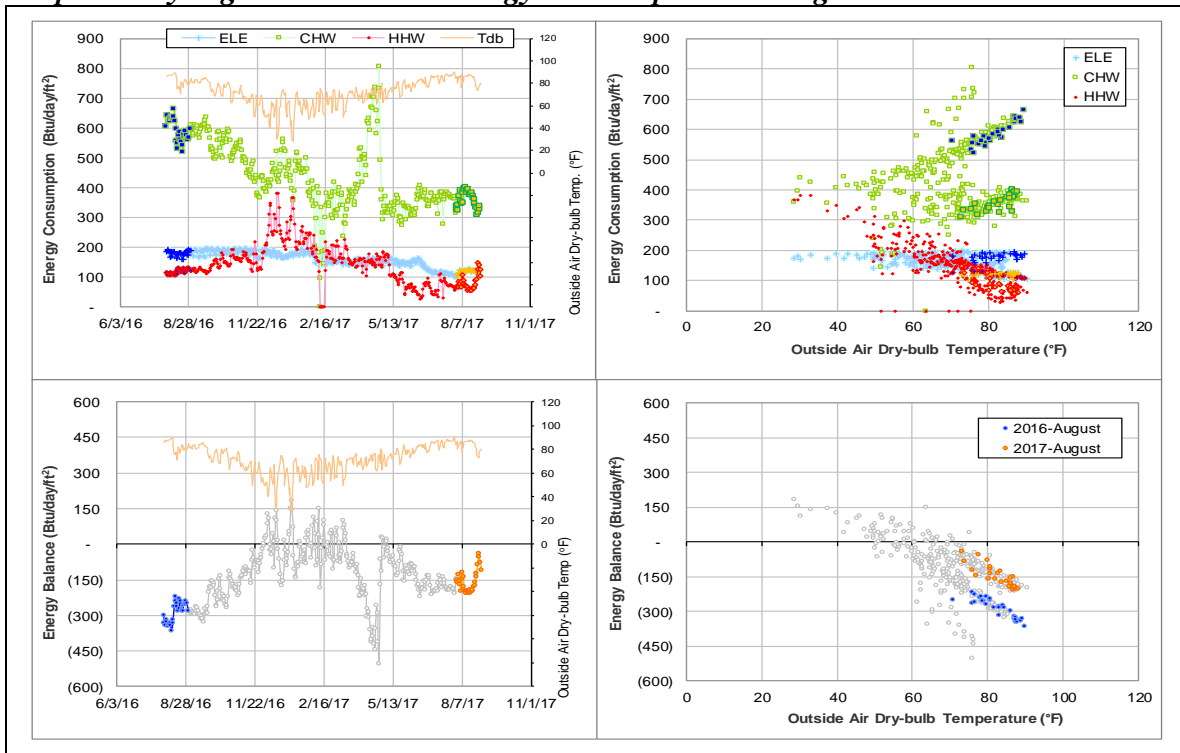 ELE CHW HHW Tdb
Energy Consumption (Btu/day/ft²)
900
800
700
600
500
400
300
200
100
-
120
100
80
60
40
20
0
Outside Air Dry-bulb Temp. (°F)
6/3/16 8/28/16 11/22/16 2/16/17 5/13/17 8/7/17 11/1/17
Energy Consumption (Btu/day/ft²)
900
800
700
600
500
400
300
200
100
-
ELE
CHW
HHW
0 20 40 60 80 100 120
Outside Air Dry-bulb Temperature (°F)
Energy Balance (Btu/day/ft²)
600
450
300
150
-
(150)
(300)
(450)
(600)
120
100
80
60
40
20
0
Outside Air Dry-bulb Temp (°F)
6/3/16 8/28/16 11/22/16 2/16/17 5/13/17 8/7/17 11/1/17
Energy Balance (Btu/day/ft²)
600
450
300
150
-
(150)
(300)
(450)
(600)
2016-August
2017-August
0 20 40 60 80 100 120
Outside Air Dry-bulb Temperature (°F)